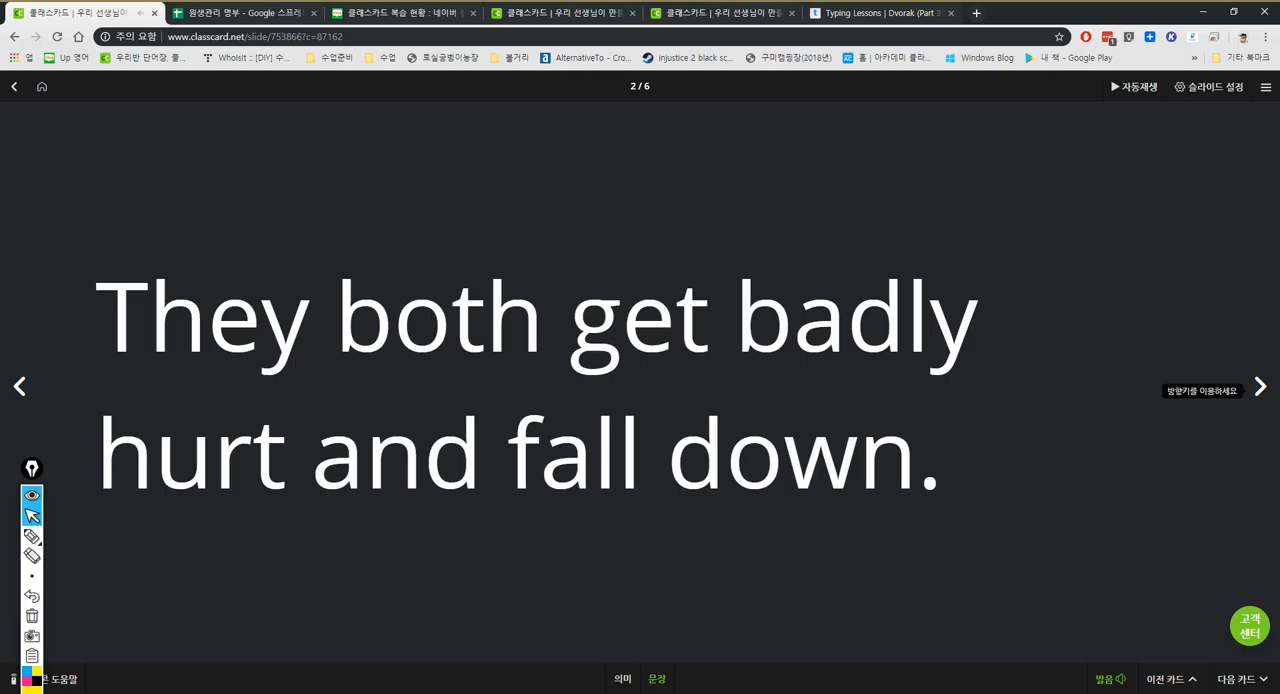 클래스카드 | 우리 선생님이
원생관리 명부 - Google 스프레
클래스카드 복습 현황 : 네이버
클래스카드 | 우리 선생님이 만들
클래스카드 | 우리 선생님이 만들
Typing Lessons | Dvorak (Part 3
주의 요함 | www.classcard.net/slide/753866?c=87162
앱
Up 영어
우리반 단어장, 클...
WhoIst :: [DIY] 수...
수업준비
수업
토실굼벵이농장
볼거리
AlternativeTo - Cro...
injustice 2 black sc...
구미캠핑장(2018년)
홈 | 아카데미 클라...
Windows Blog
내 책 - Google Play
»
기타 북마크
2 / 6
자동재생
슬라이드 설정
They both get badly
hurt and fall down.
방향키를 이용하세요
고객
센터
도움말
의미
문장
발음
이전 카드
다음 카드